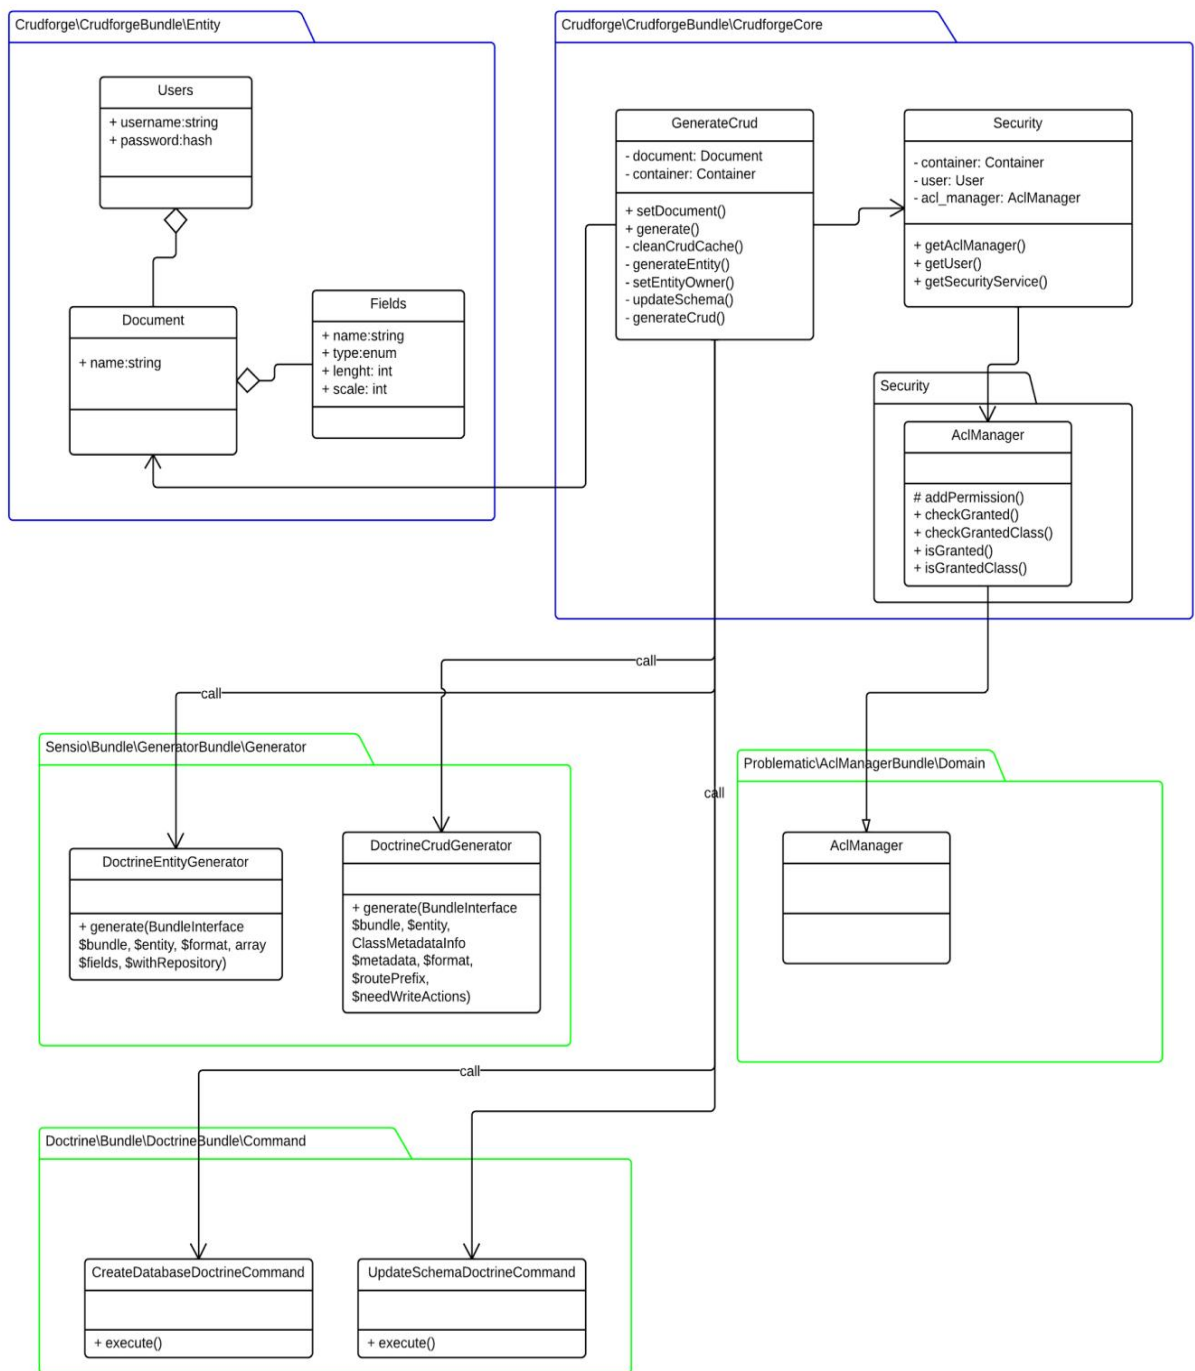 Crudforge\CrudforgeBundle\Entity
Users
+ username:string
+ password:hash
Document
+ name:string
Fields
+ name:string
+ type:enum
+ lenght: int
+ scale: int
Crudforge\CrudforgeBundle\CrudforgeCore
GenerateCrud
- document: Document
- container: Container
+ setDocument()
+ generate()
- cleanCrudCache()
- generateEntity()
- setEntityOwner()
- updateSchema()
- generateCrud()
Security
- container: Container
- user: User
- acl_manager: AclManager
+ getAclManager()
+ getUser()
+ getSecurityService()
Security
AclManager
# addPermission()
+ checkGranted()
+ checkGrantedClass()
+ isGranted()
+ isGrantedClass()
call
call
call
Sensio\Bundle\GeneratorBundle\Generator
DoctrineEntityGenerator
+ generate(BundleInterface
$bundle, $entity, $format, array
$fields, $withRepository)
DoctrineCrudGenerator
+ generate(BundleInterface
$bundle, $entity,
ClassMetadataInfo
$metadata, $format,
$routePrefix,
$needWriteActions)
Problematic\AclManagerBundle\Domain
AclManager
call
Doctrine\Bundle\DoctrineBundle\Command
CreateDatabaseDoctrineCommand
+ execute()
UpdateSchemaDoctrineCommand
+ execute()